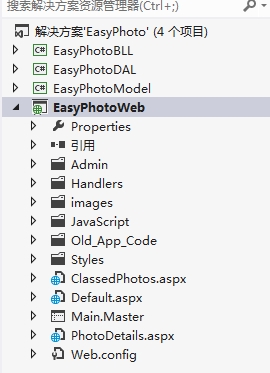 搜索解决方案资源管理器(Ctrl+;)
解决方案'EasyPhoto' (4 个项目)
C# EasyPhotoBLL
C# EasyPhotoDAL
C# EasyPhotoModel
EasyPhotoWeb
Properties
引用
Admin
Handlers
images
JavaScript
Old_App_Code
Styles
ClassedPhotos.aspx
Default.aspx
Main.Master
PhotoDetails.aspx
Web.config